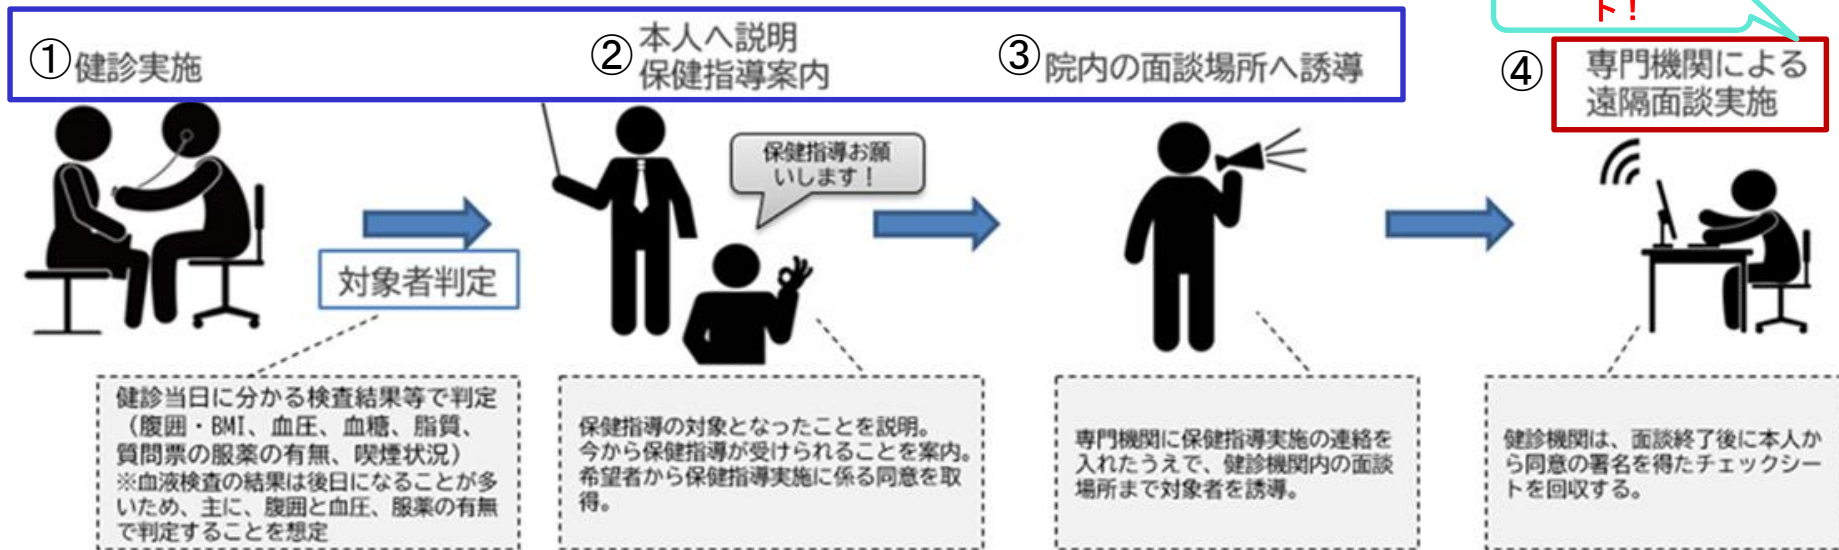 ト！
①健診実施
②本人へ説明
保健指導案内
③院内の面談場所へ誘導
④専門機関による
遠隔面談実施
保健指導お願
いします！
対象者判定
健診当日に分かる検査結果等で判定
（腹囲・BMI、血圧、血糖、脂質、
質問票の服薬の有無、喫煙状況）
※血液検査の結果は後日になることが多
いため、主に、腹囲と血圧、服薬の有無
で判定することを想定
保健指導の対象となったことを説明。
今から保健指導が受けられることを案内。
希望者から保健指導実施に係る同意を取
得。
専門機関に保健指導実施の連絡を
入れたうえで、健診機関内の面談
場所まで対象者を誘導。
健診機関は、面談終了後に本人か
ら同意の署名を得たチェックシー
トを回収する。